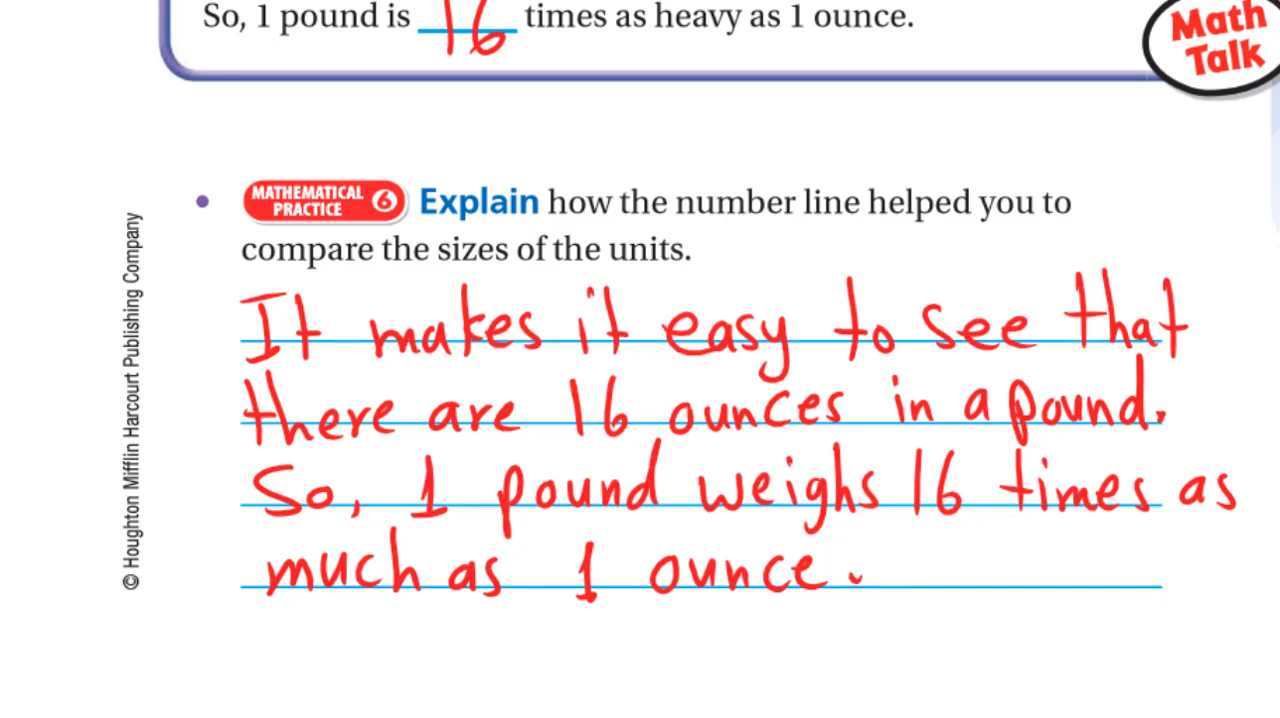 So, 1 pound is 16 times as heavy as 1 ounce.
Math
Talk
MATHEMATICAL
PRACTICE 6 Explain how the number line helped you to
compare the sizes of the units.
It makes it easy to see that
there are 16 ounces in a pound.
So, 1 pound weighs 16 times as
much as 1 ounce.
© Houghton Mifflin Harcourt Publishing Company